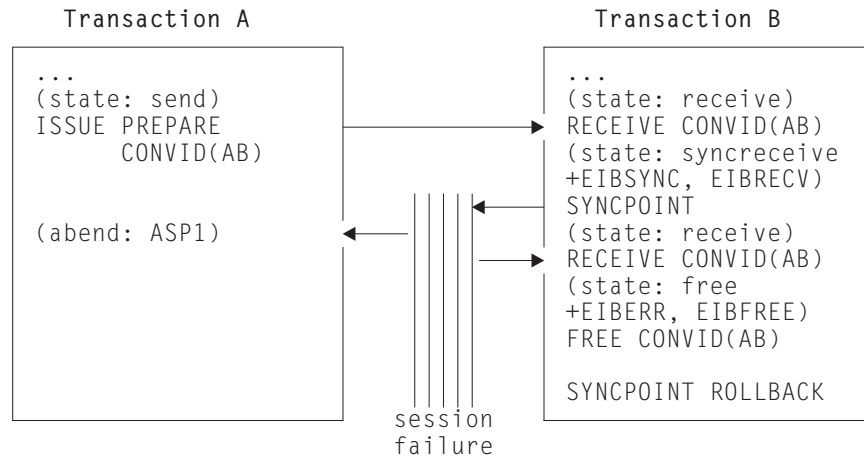 Transaction A
...
(state: send)
ISSUE PREPARE
CONVID(AB)
(abend: ASP1)
session
failure
Transaction B
...
(state: receive)
RECEIVE CONVID(AB)
(state: syncreceive
+EIBSYNC, EIBRECV)
SYNCPOINT
(state: receive)
RECEIVE CONVID(AB)
(state: free
+EIBERR, EIBFREE)
FREE CONVID(AB)
SYNCPOINT ROLLBACK